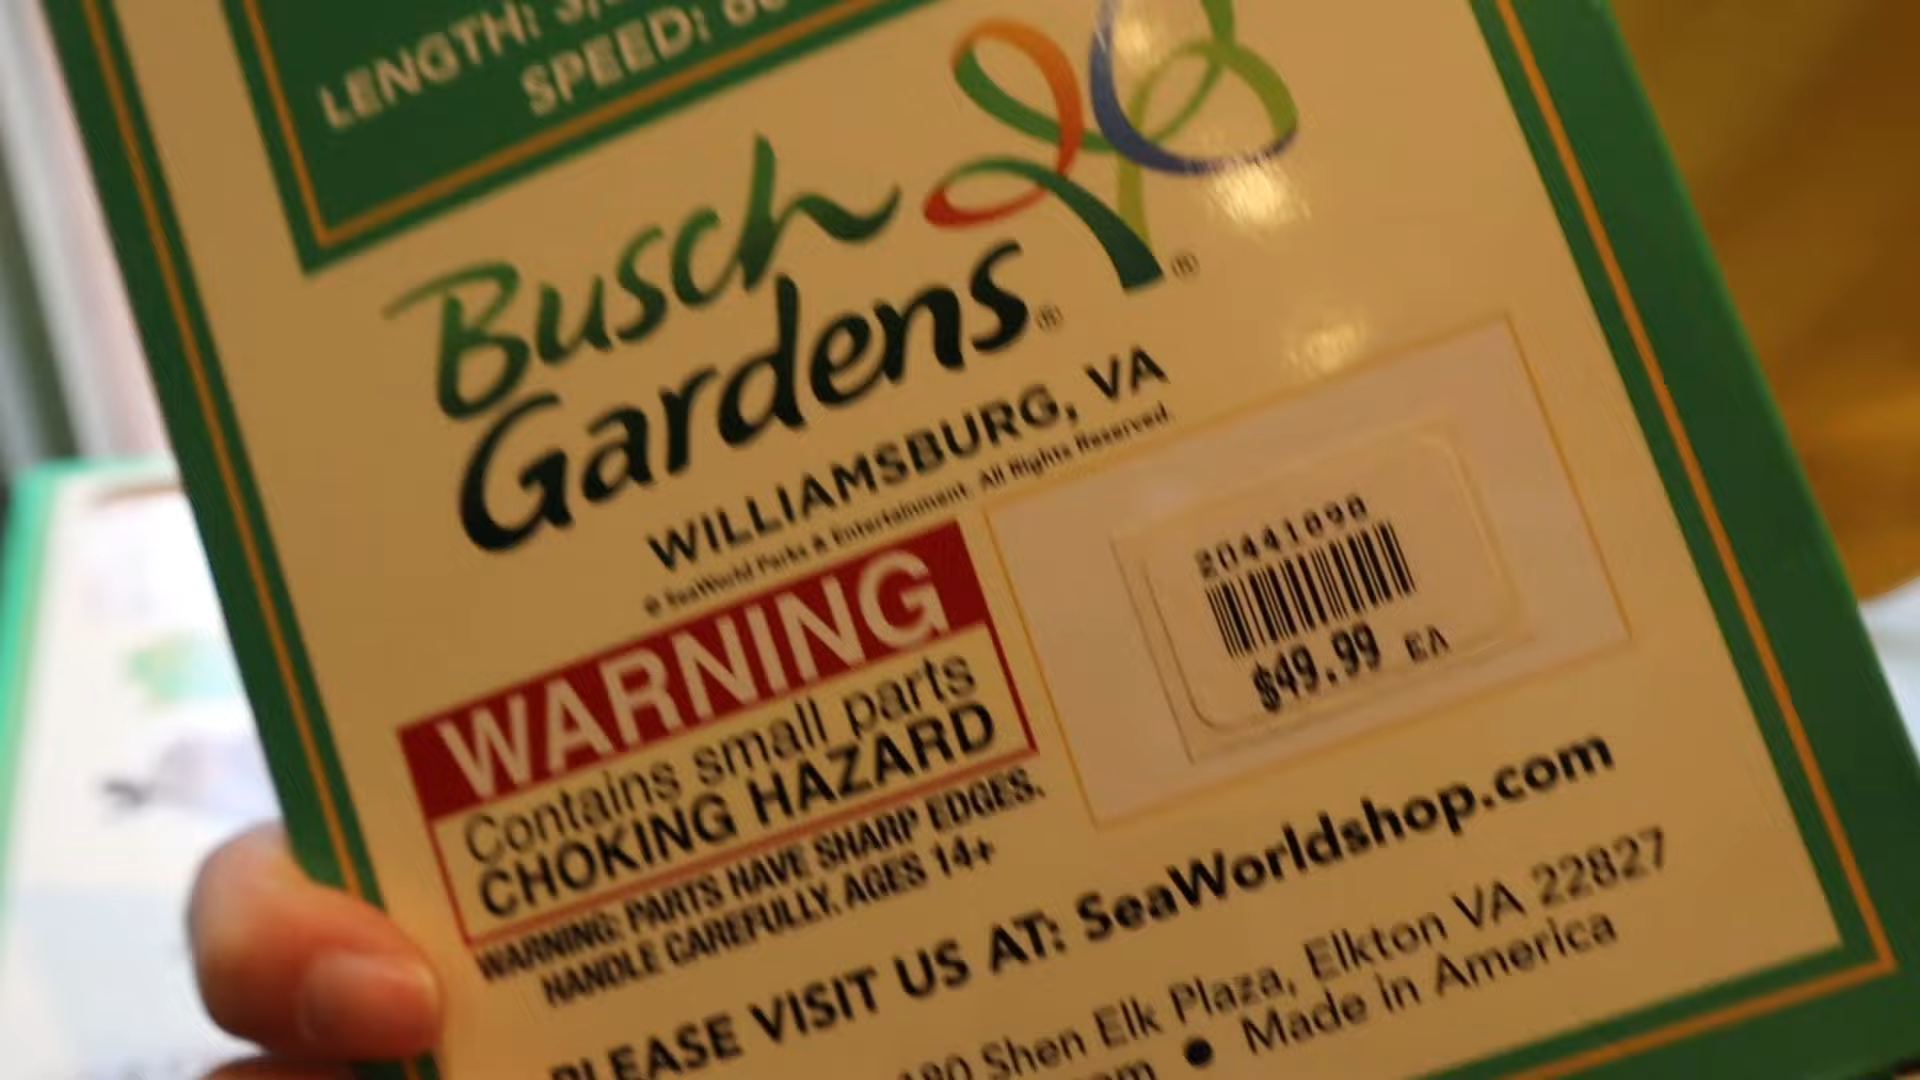 LENGTH:
SPEED:
Busch
Gardens®
®
WILLIAMSBURG, VA
© SeaWorld Parks & Entertainment. All Rights Reserved.
WARNING
Contains small parts
CHOKING HAZARD
WARNING: PARTS HAVE SHARP EDGES.
HANDLE CAREFULLY. AGES 14+
20441090
$49.99 EA
PLEASE VISIT US AT: SeaWorldshop.com
Shen Elk Plaza, Elkton VA 22827
● Made in America